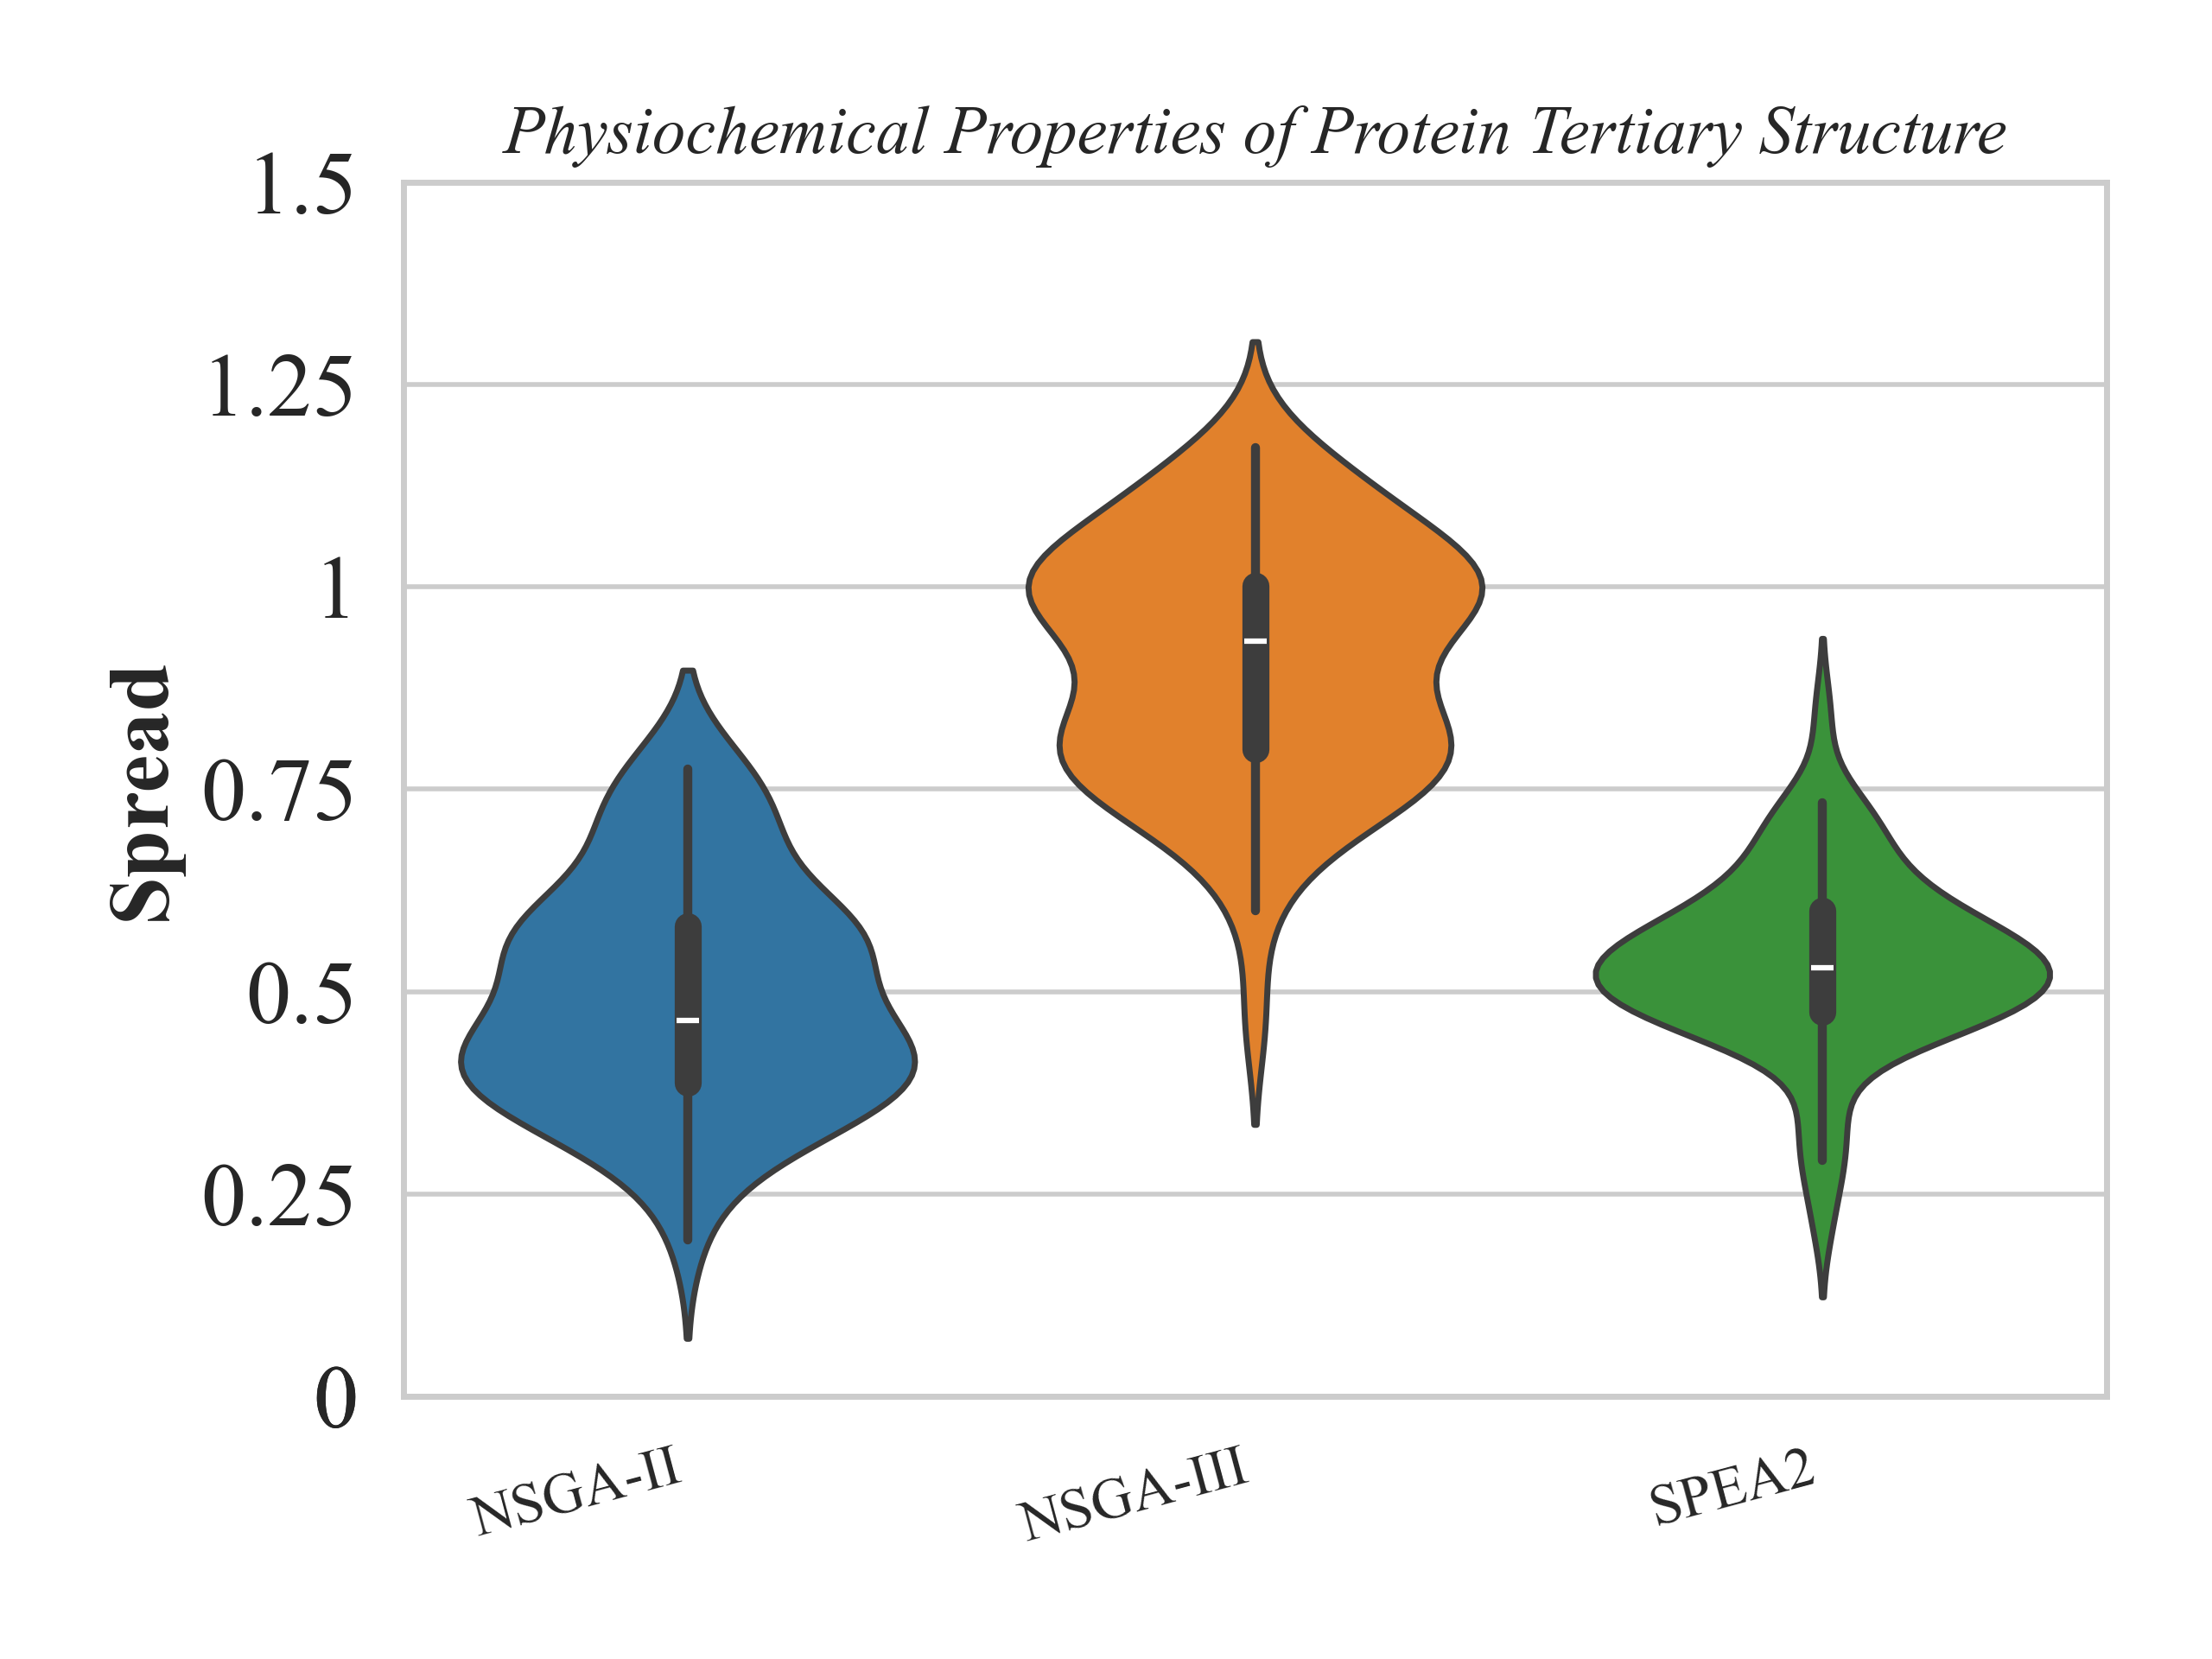 Physiochemical Properties of Protein Tertiary Structure
1.5
1.25
1
0.75
0.5
0.25
0
Spread
NSGA-II
NSGA-III
SPEA2